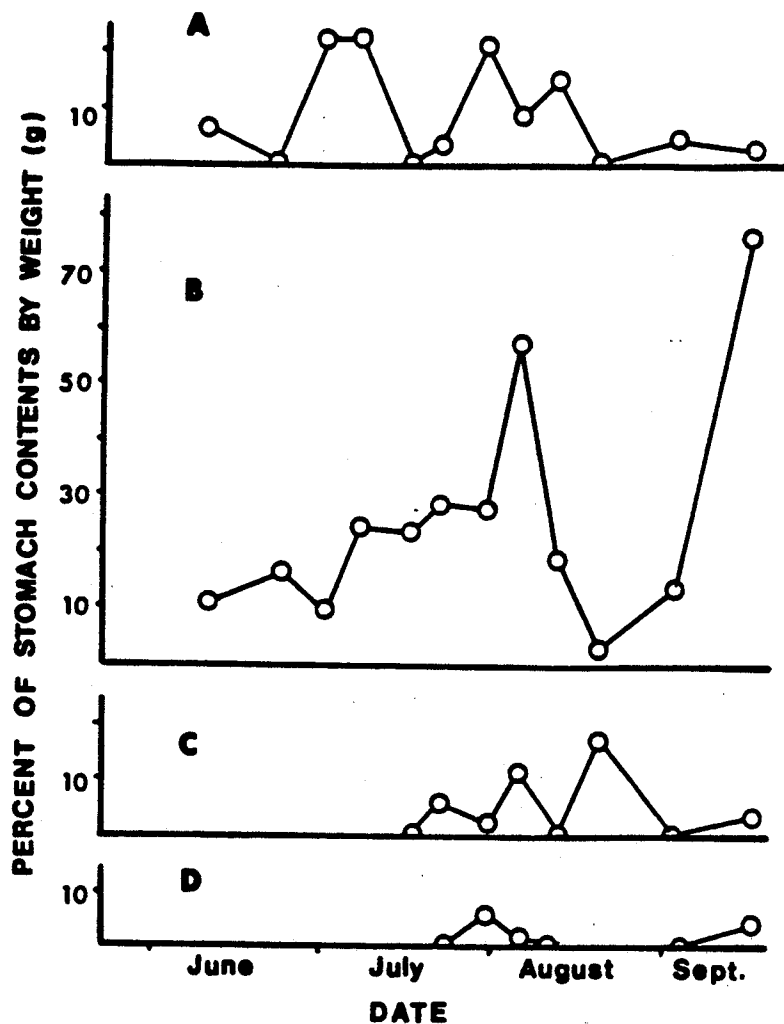 PERCENT OF STOMACH CONTENTS BY WEIGHT (g)
A
10
B
70
50
30
10
C
10
D
10
June July August Sept.
DATE